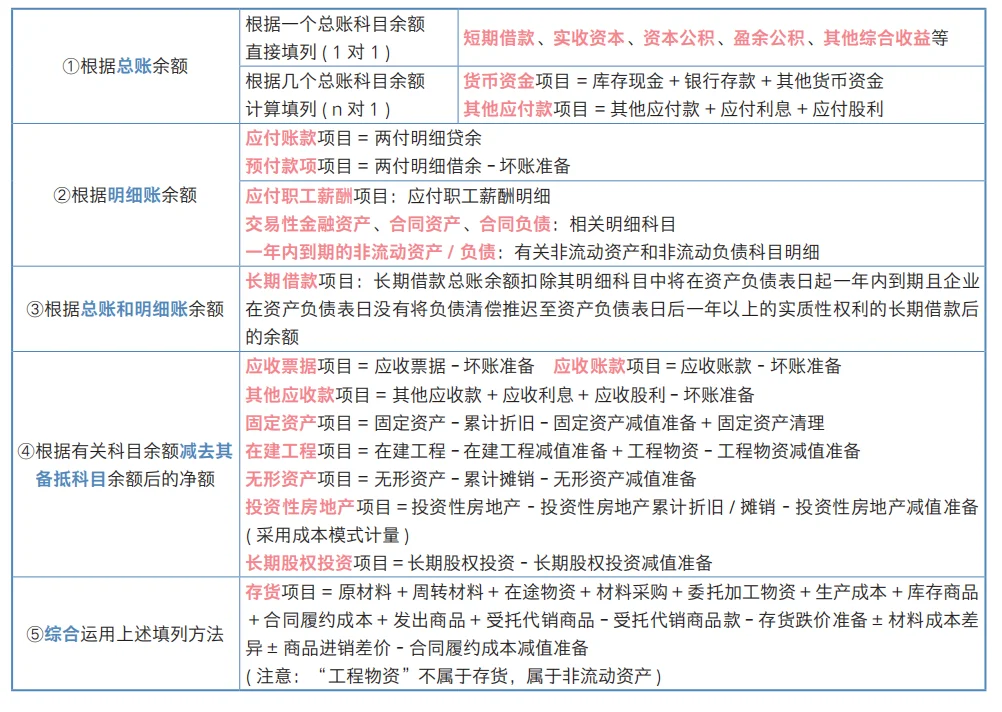 ①根据总账余额
根据一个总账科目余额
直接填列(1 对 1)
短期借款、实收资本、资本公积、盈余公积、其他综合收益等
根据几个总账科目余额
计算填列(n 对 1)
货币资金项目 = 库存现金 + 银行存款 + 其他货币资金
其他应付款项目 = 其他应付款 + 应付利息 + 应付股利
②根据明细账余额
应付账款项目 = 两付明细贷余
预付款项项目 = 两付明细借余 - 坏账准备
应付职工薪酬项目：应付职工薪酬明细
交易性金融资产、合同资产、合同负债：相关明细科目
一年内到期的非流动资产 / 负债：有关非流动资产和非流动负债科目明细
③根据总账和明细账余额
长期借款项目：长期借款总账余额扣除其明细科目中将在资产负债表日起一年内到期且企业
在资产负债表日没有将负债清偿推迟至资产负债表日后一年以上的实质性权利的长期借款后
的余额
④根据有关科目余额减去其
备抵科目余额后的净额
应收票据项目 = 应收票据 - 坏账准备 应收账款项目 = 应收账款 - 坏账准备
其他应收款项目 = 其他应收款 + 应收利息 + 应收股利 - 坏账准备
固定资产项目 = 固定资产 - 累计折旧 - 固定资产减值准备 + 固定资产清理
在建工程项目 = 在建工程 - 在建工程减值准备 + 工程物资 - 工程物资减值准备
无形资产项目 = 无形资产 - 累计摊销 - 无形资产减值准备
投资性房地产项目 = 投资性房地产 - 投资性房地产累计折旧 / 摊销 - 投资性房地产减值准备
(采用成本模式计量)
长期股权投资项目 = 长期股权投资 - 长期股权投资减值准备
⑤综合运用上述填列方法
存货项目 = 原材料 + 周转材料 + 在途物资 + 材料采购 + 委托加工物资 + 生产成本 + 库存商品
+ 合同履约成本 + 发出商品 + 受托代销商品 - 受托代销商品款 - 存货跌价准备 ± 材料成本差
异 ± 商品进销差价 - 合同履约成本减值准备
(注意：“工程物资”不属于存货，属于非流动资产)